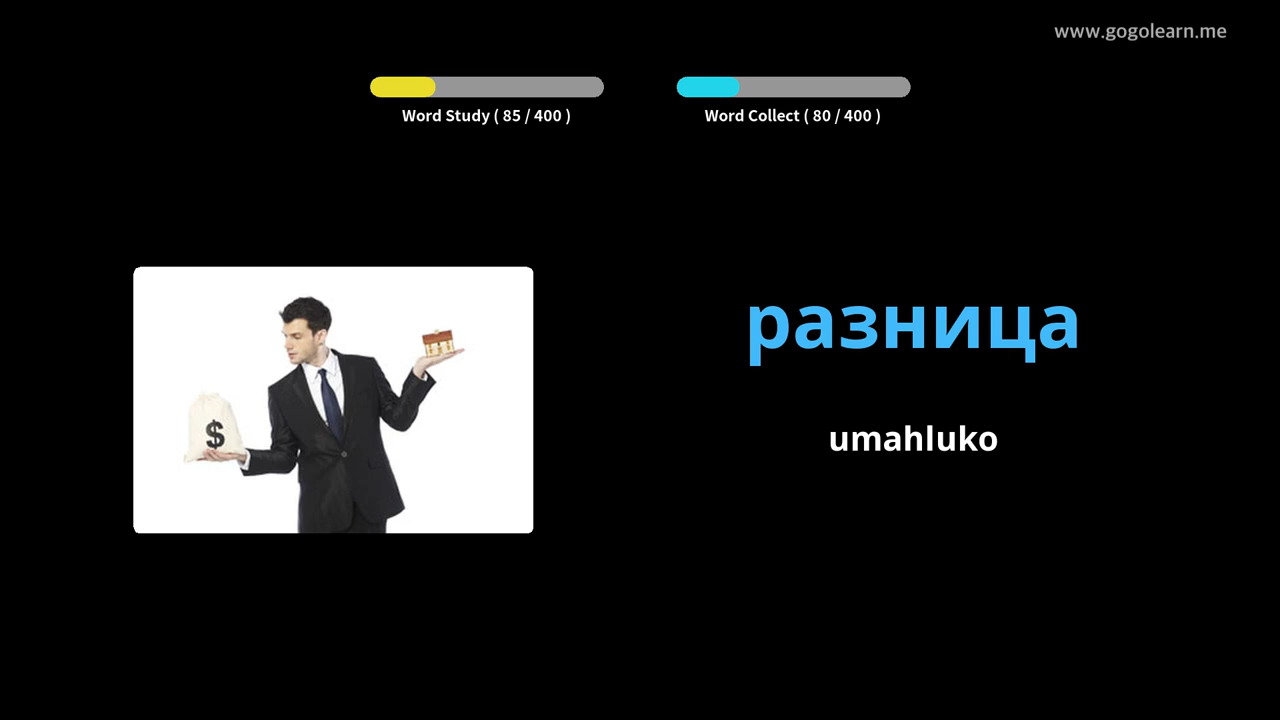 www.gogolearn.me
Word Study ( 85 / 400 )
Word Collect ( 80 / 400 )
$
разница
umahluko